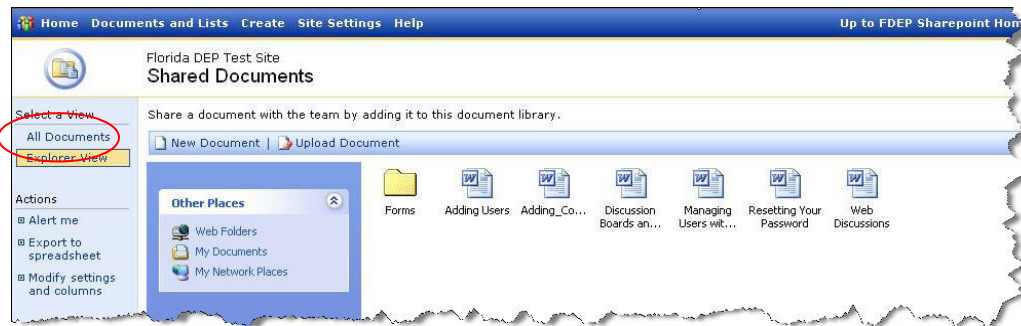 Home Documents and Lists Create Site Settings Help Up to FDEP Sharepoint Hom
Florida DEP Test Site
Shared Documents
Select a View
All Documents
Explorer View
Actions
Alert me
Export to
spreadsheet
Modify settings
and columns
Share a document with the team by adding it to this document library.
New Document | Upload Document
Other Places
Web Folders
My Documents
My Network Places
Forms
Adding Users
Adding_Co...
Discussion
Boards an...
Managing
Users wit...
Resetting Your
Password
Web
Discussions